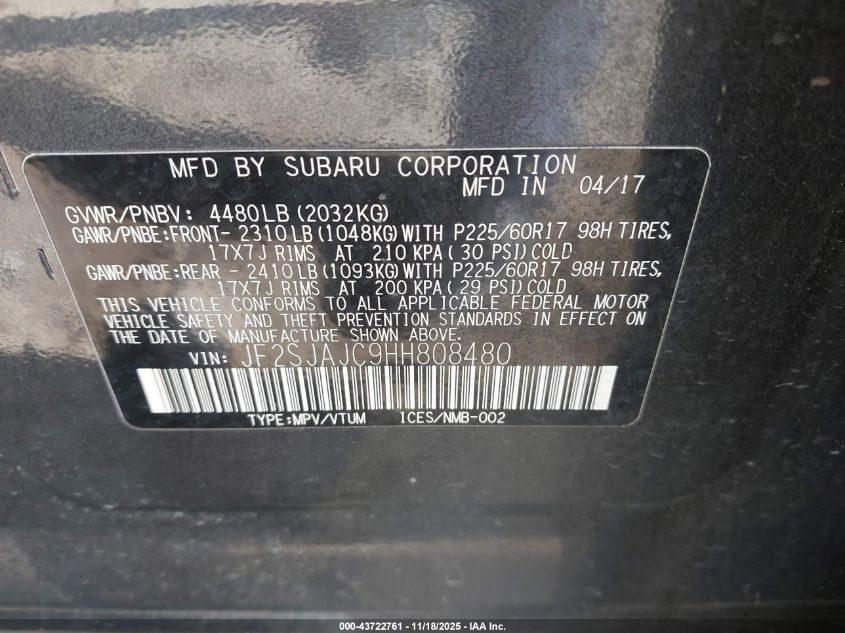 MFD BY SUBARU CORPORATION
MFD IN 04/17
GVWR/PNBV: 4480LB (2032KG)
GAWR/PNBE:FRONT- 2310LB (1048KG)WITH P225/60R17 98H TIRES,
17X7J RIMS AT 210 KPA (30 PSI)COLD
GAWR/PNBE:REAR - 2410LB (1093KG)WITH P225/60R17 98H TIRES,
17X7J RIMS AT 200 KPA (29 PSI)COLD
THIS VEHICLE CONFORMS TO ALL APPLICABLE FEDERAL MOTOR
VEHICLE SAFETY AND THEFT PREVENTION STANDARDS IN EFFECT ON
THE DATE OF MANUFACTURE SHOWN ABOVE.
VIN: JF2SJAJC9HH808480
TYPE:MPV/VTUM ICES/NMB-002
000-43722761 - 11/18/2025 - IAA Inc.